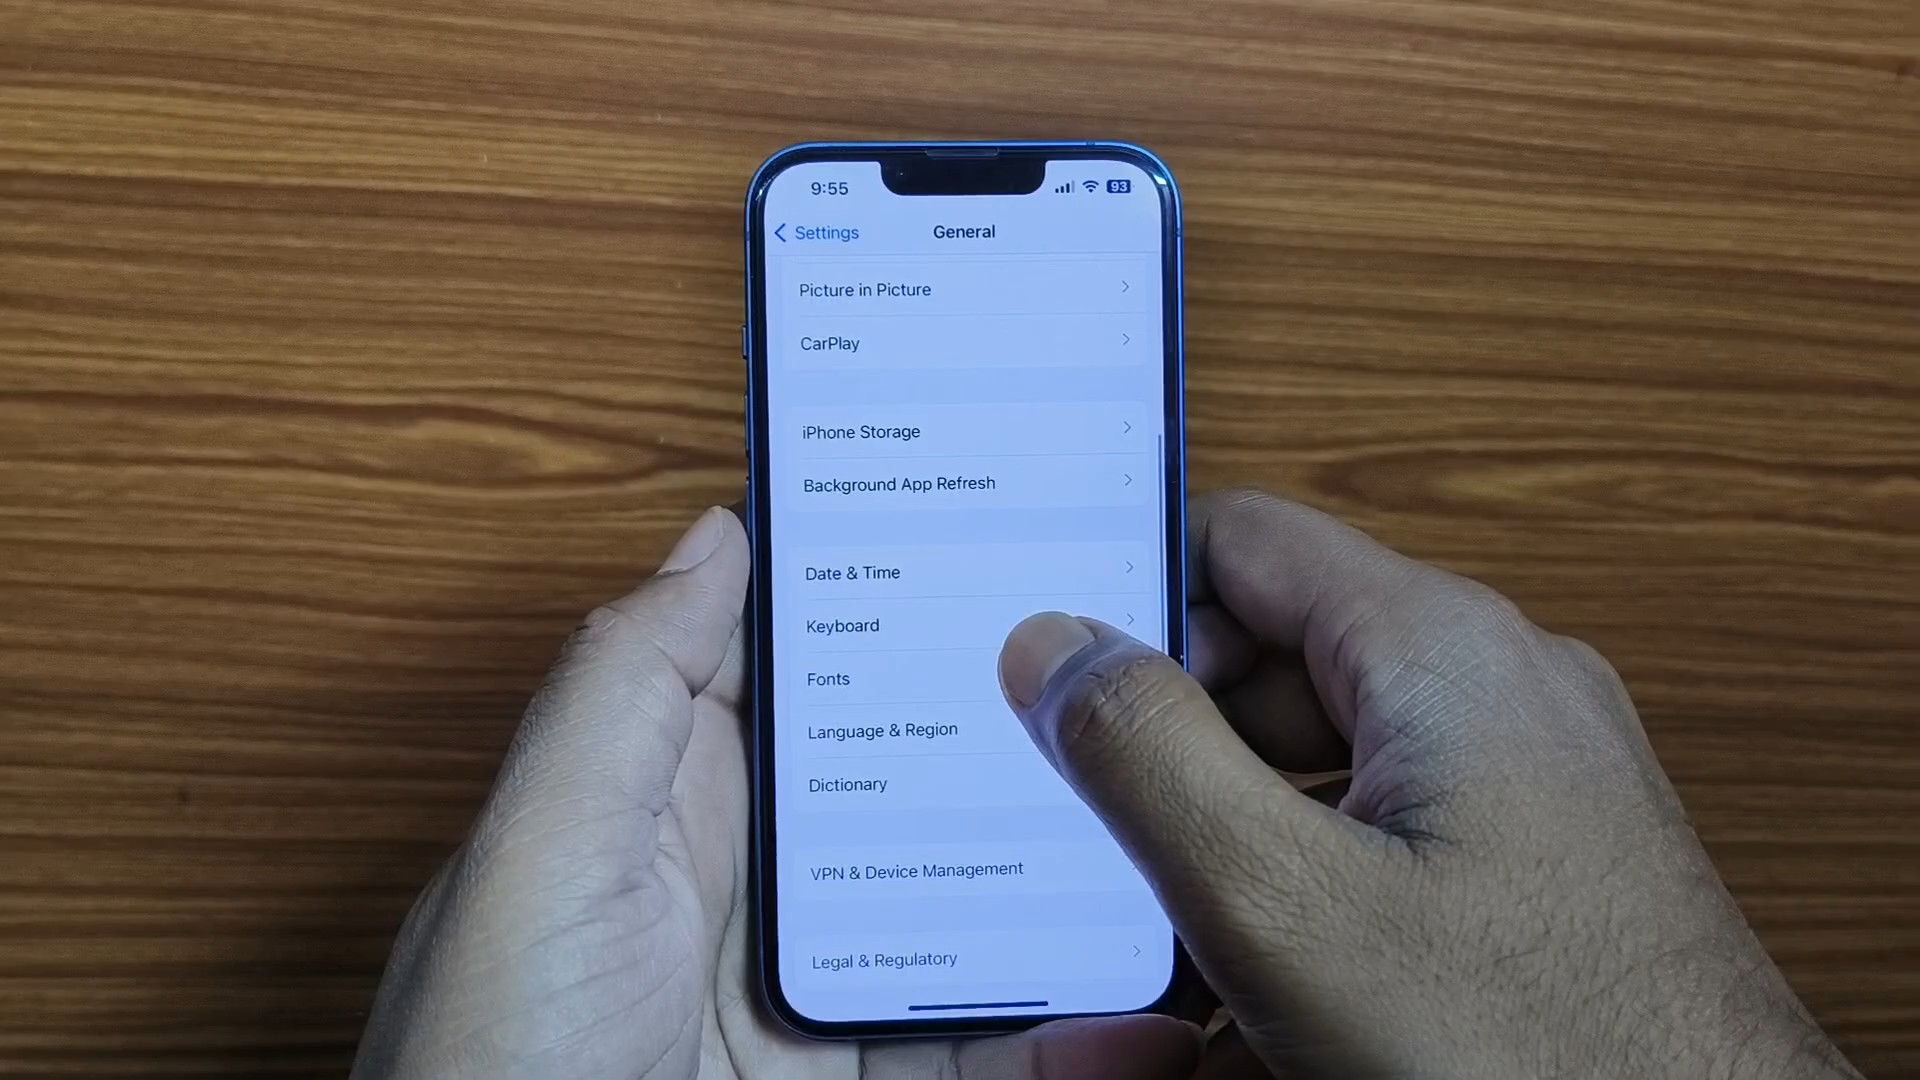 9:55
93
Settings
General
Picture in Picture
CarPlay
iPhone Storage
Background App Refresh
Date & Time
Keyboard
Fonts
Language & Region
Dictionary
VPN & Device Management
Legal & Regulatory